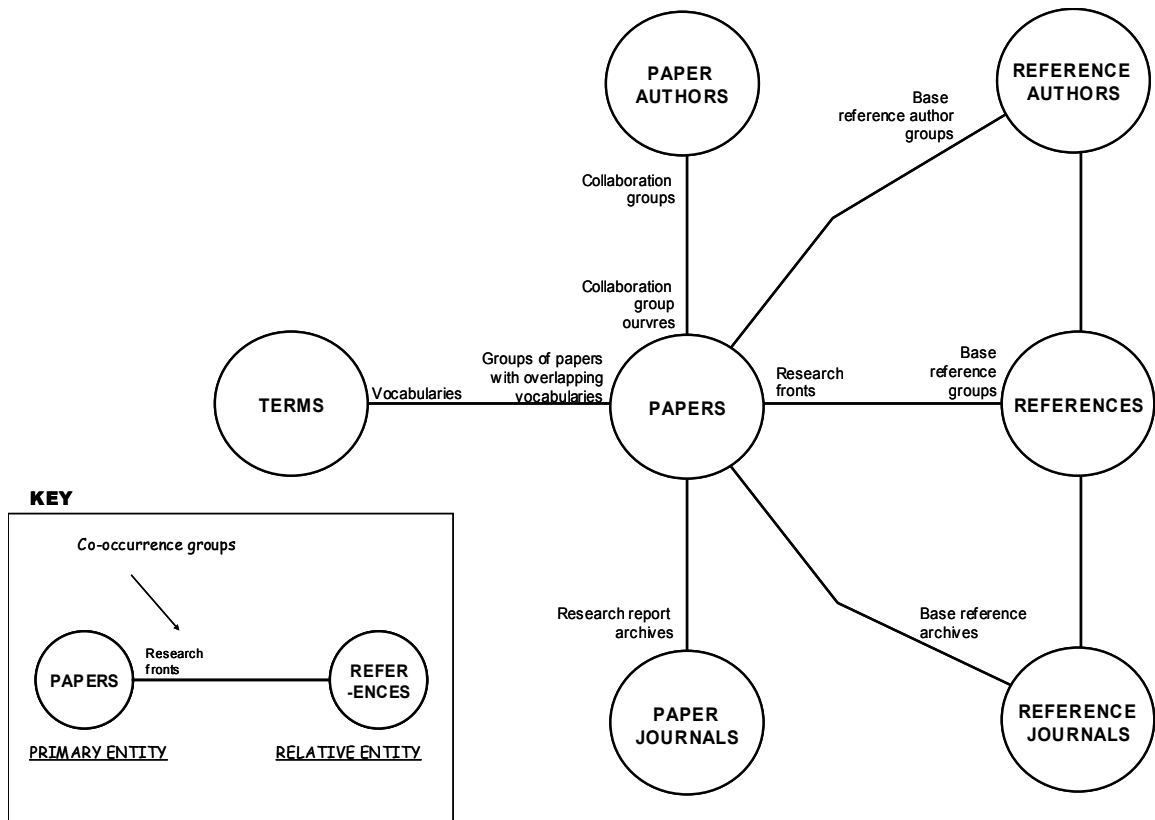 PAPER
AUTHORS
REFERENCE
AUTHORS
Base
reference author
groups
Collaboration
groups
Collaboration
group
ourvres
TERMS
Vocabularies
Groups of papers
with overlapping
vocabularies
PAPERS
Research
fronts
Base
reference
groups
REFERENCES
Research report
archives
Base reference
archives
PAPER
JOURNALS
REFERENCE
JOURNALS
KEY
Co-occurrence groups
PAPERS
Research
fronts
REFER
-ENCES
PRIMARY ENTITY
RELATIVE ENTITY